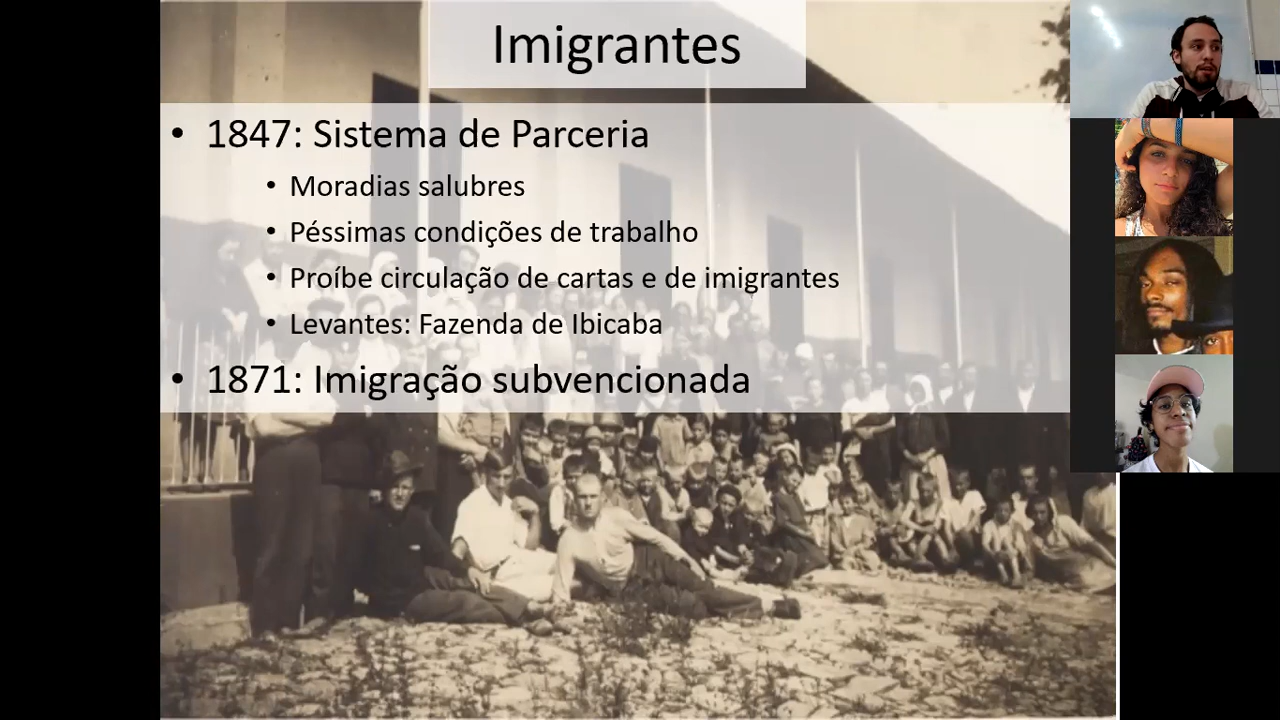 Imigrantes
• 1847: Sistema de Parceria
• Moradias salubres
• Péssimas condições de trabalho
• Proíbe circulação de cartas e de imigrantes
• Levantes: Fazenda de Ibicaba
• 1871: Imigração subvencionada